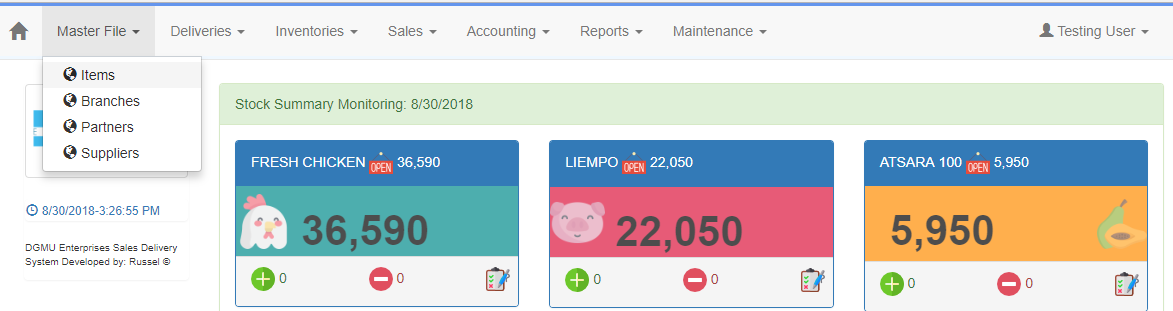 Master File Deliveries Inventories Sales Accounting Reports Maintenance Testing User
Items
Branches
Partners
Suppliers
8/30/2018-3:26:55 PM
DGMU Enterprises Sales Delivery
System Developed by: Russel ©
Stock Summary Monitoring: 8/30/2018
FRESH CHICKEN OPEN 36,590
36,590
0 0
LIEMPO OPEN 22,050
22,050
0 0
ATSARA 100 OPEN 5,950
5,950
0 0